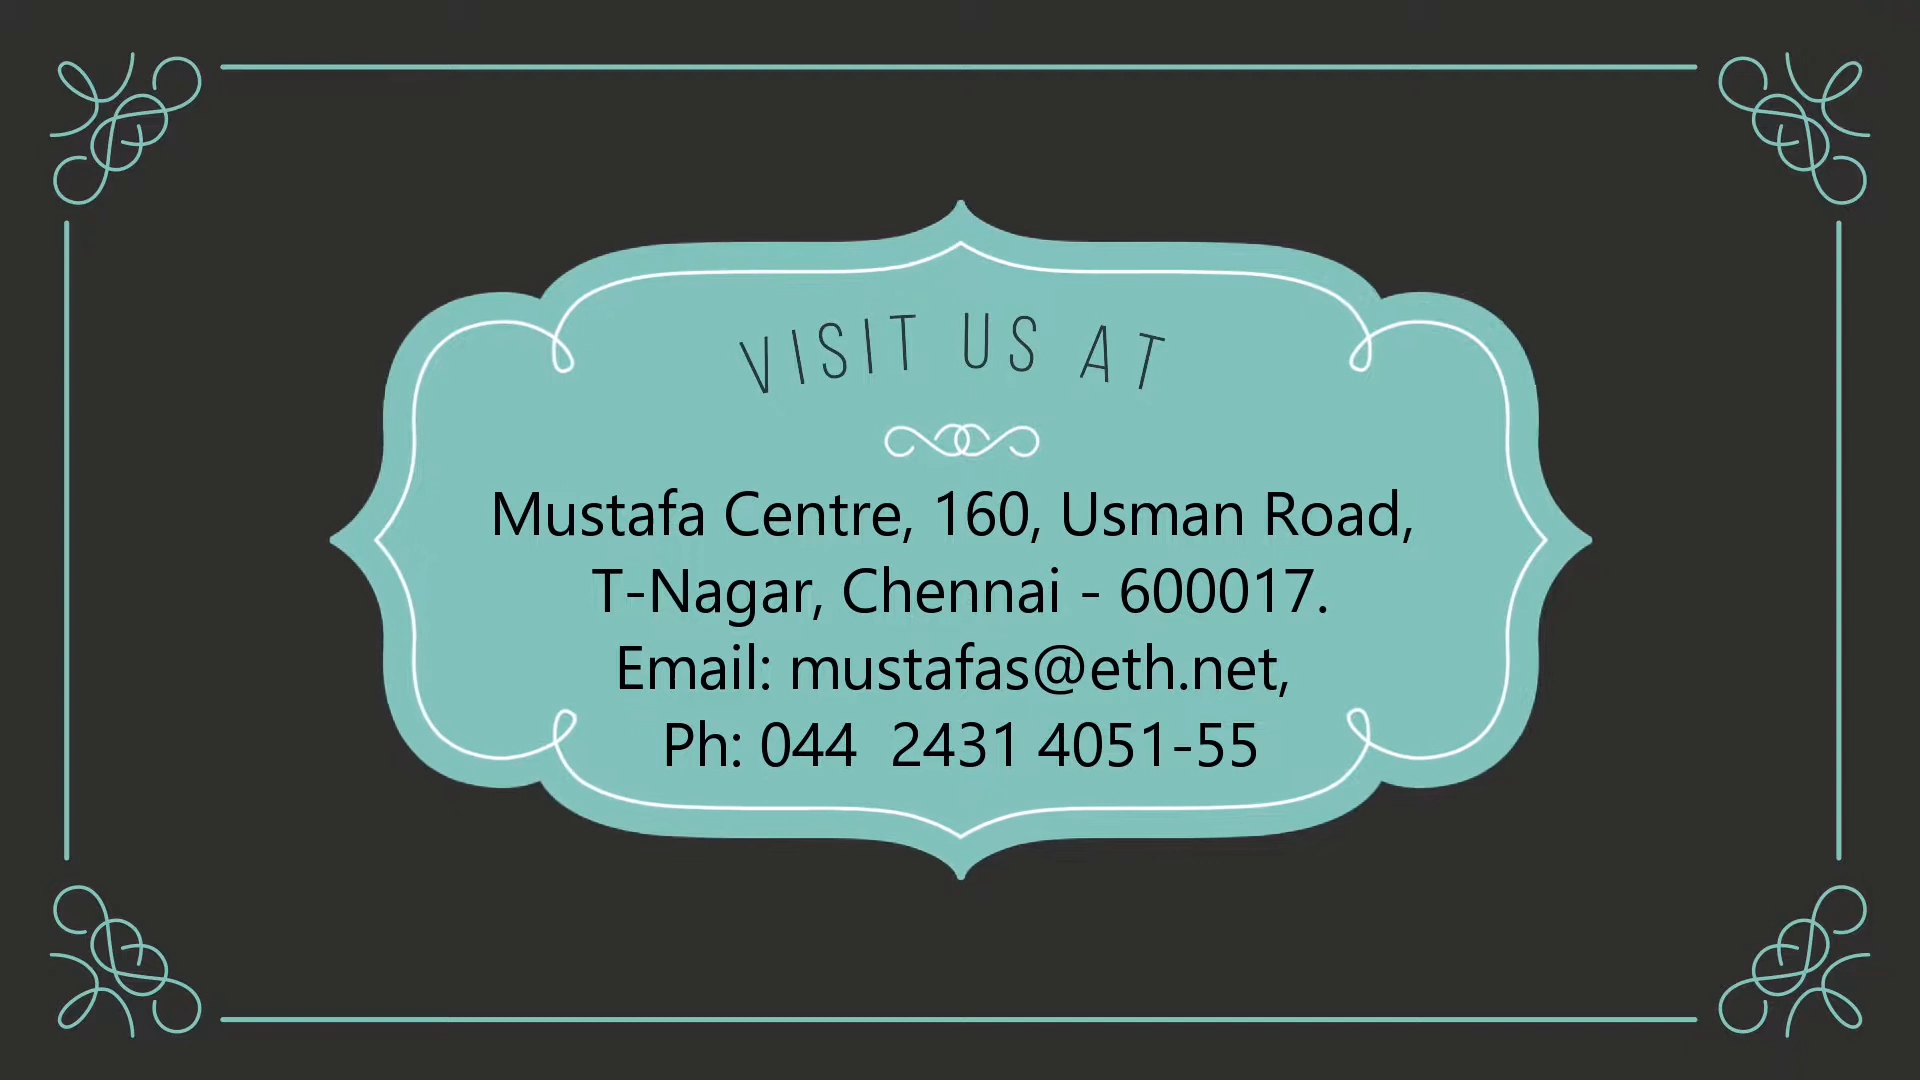 VISIT US AT
Mustafa Centre, 160, Usman Road,
T-Nagar, Chennai - 600017.
Email: mustafas@eth.net,
Ph: 044  2431 4051-55